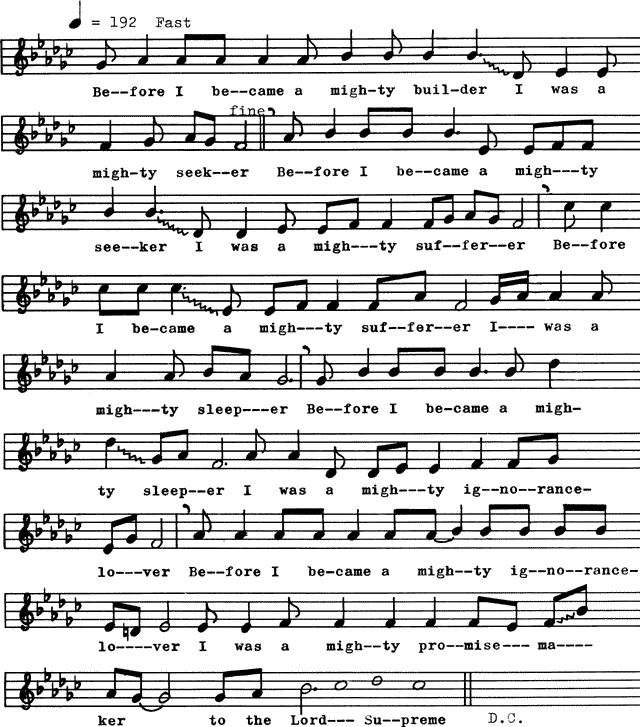 = 192 Fast
Be--fore I be--came a migh-ty buil-der I was a
fine
migh-ty seek--er Be--fore I be--came a migh---ty
see--ker I was a migh---ty suf--fer--er Be--fore
I be-came a migh---ty suf--fer--er I---- was a
migh---ty sleep---er Be--fore I be-came a migh-
ty sleep--er I was a migh---ty ig--no--rance-
lo---ver Be--fore I be-came a migh--ty ig--no--rance-
lo----ver I was a migh--ty pro--mise-- ma----
ker to the Lord--- Su--preme D.C.